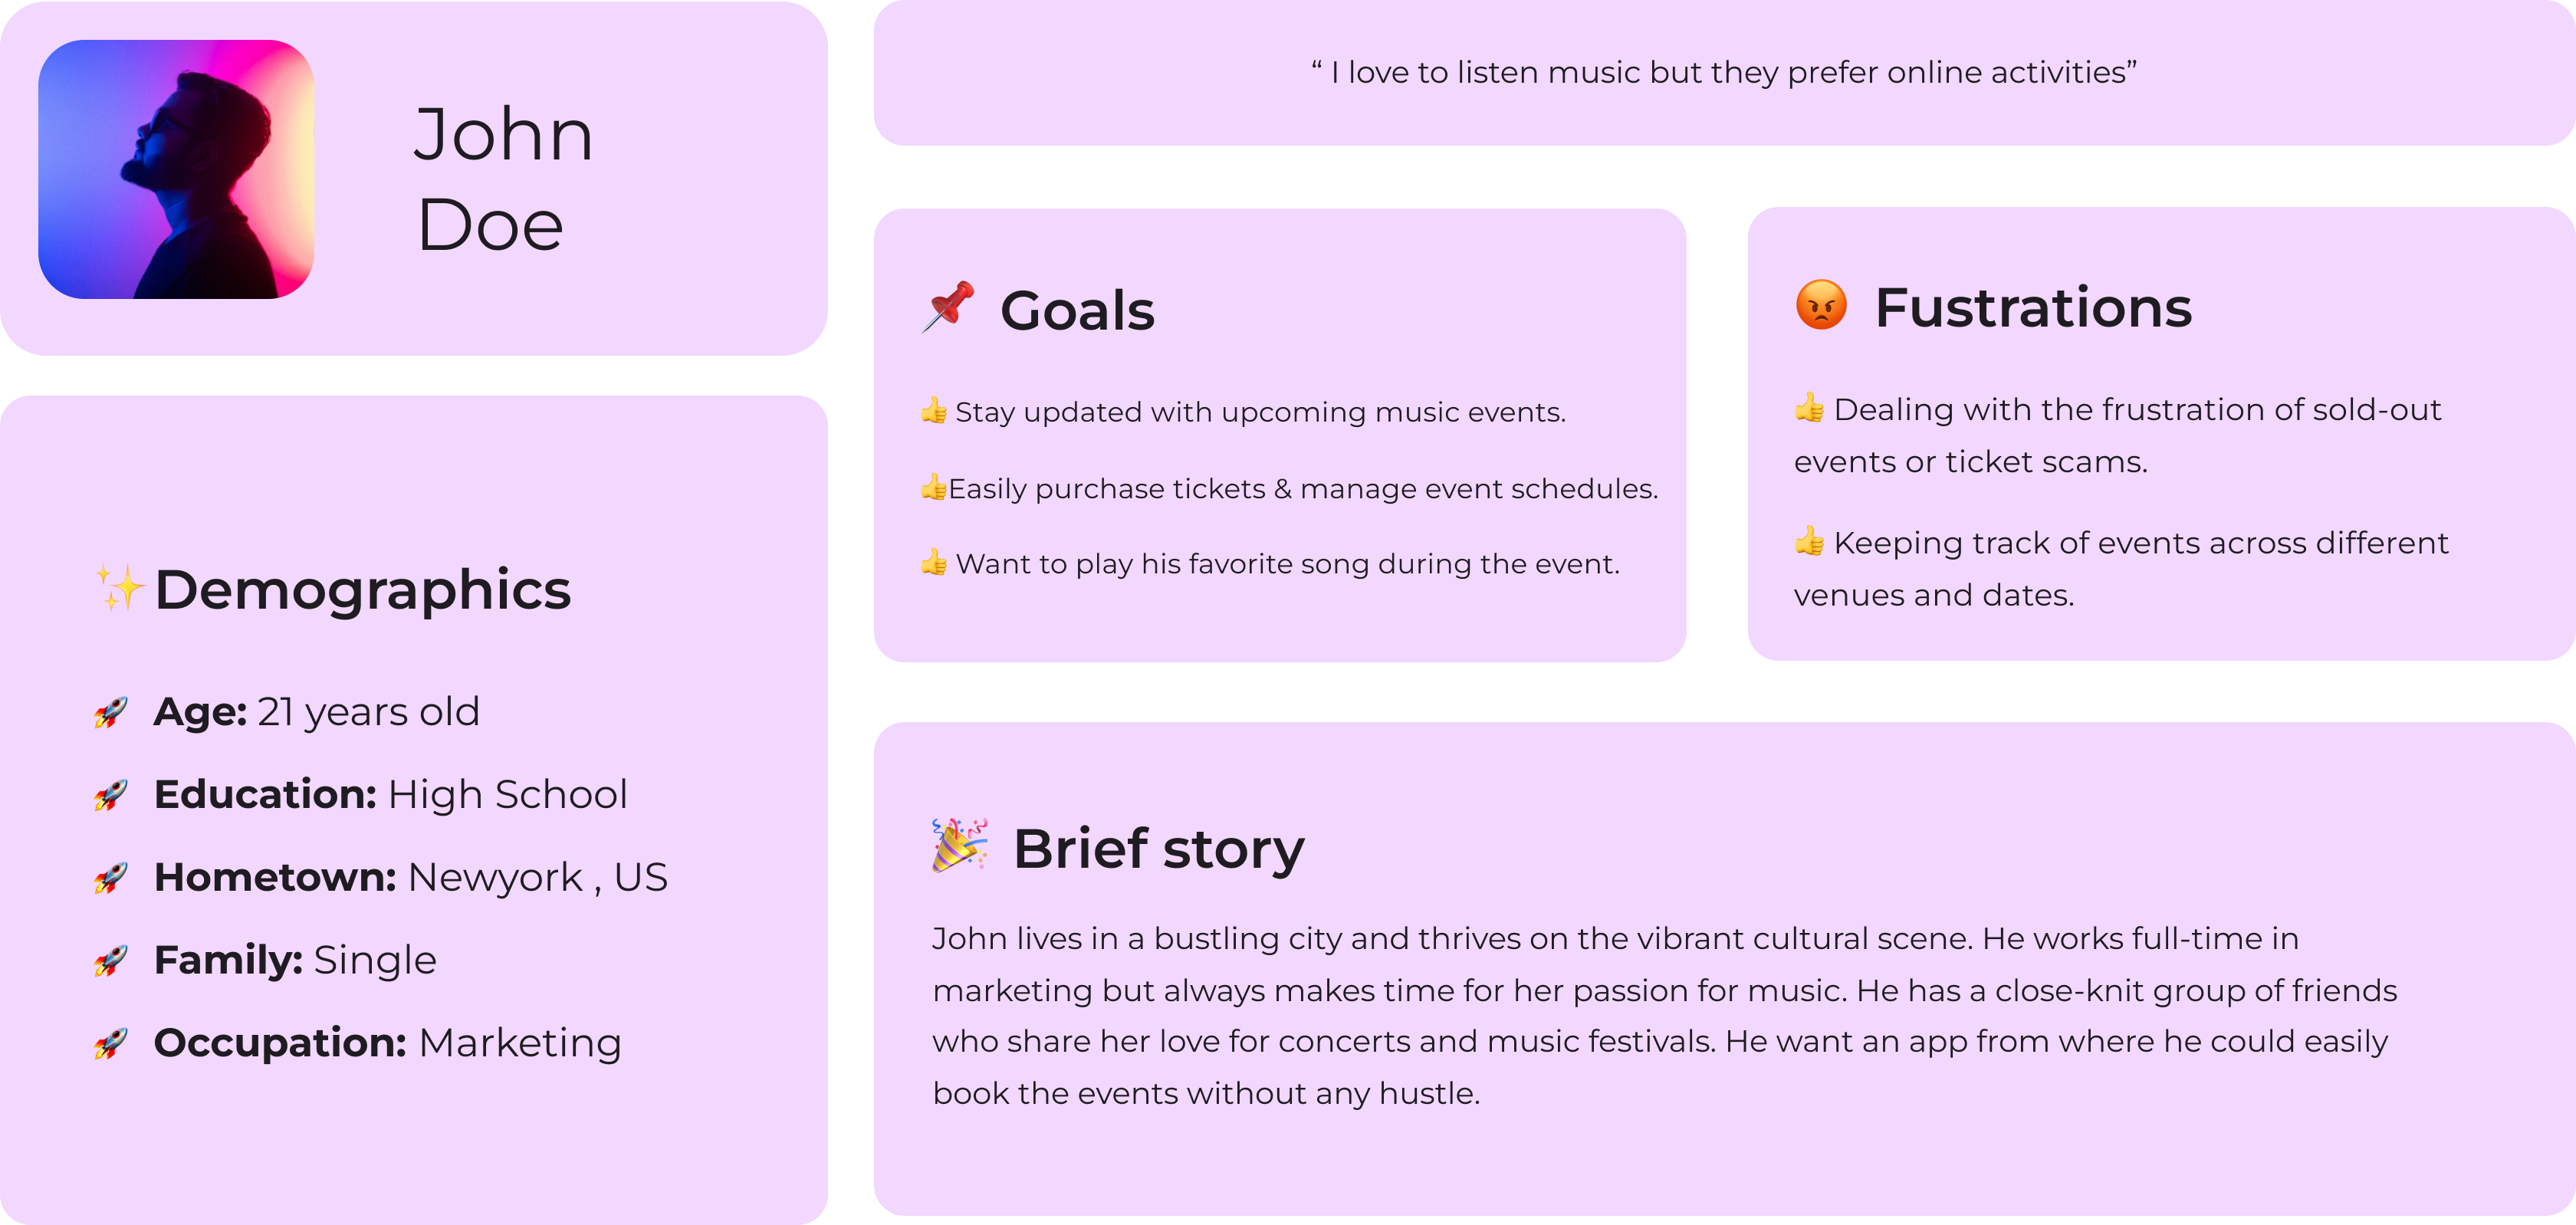 John
Doe
“ I love to listen music but they prefer online activities”
Goals
Stay updated with upcoming music events.
Easily purchase tickets & manage event schedules.
Want to play his favorite song during the event.
Fustrations
Dealing with the frustration of sold-out
events or ticket scams.
Keeping track of events across different
venues and dates.
Demographics
Age: 21 years old
Education: High School
Hometown: Newyork , US
Family: Single
Occupation: Marketing
Brief story
John lives in a bustling city and thrives on the vibrant cultural scene. He works full-time in
marketing but always makes time for her passion for music. He has a close-knit group of friends
who share her love for concerts and music festivals. He want an app from where he could easily
book the events without any hustle.